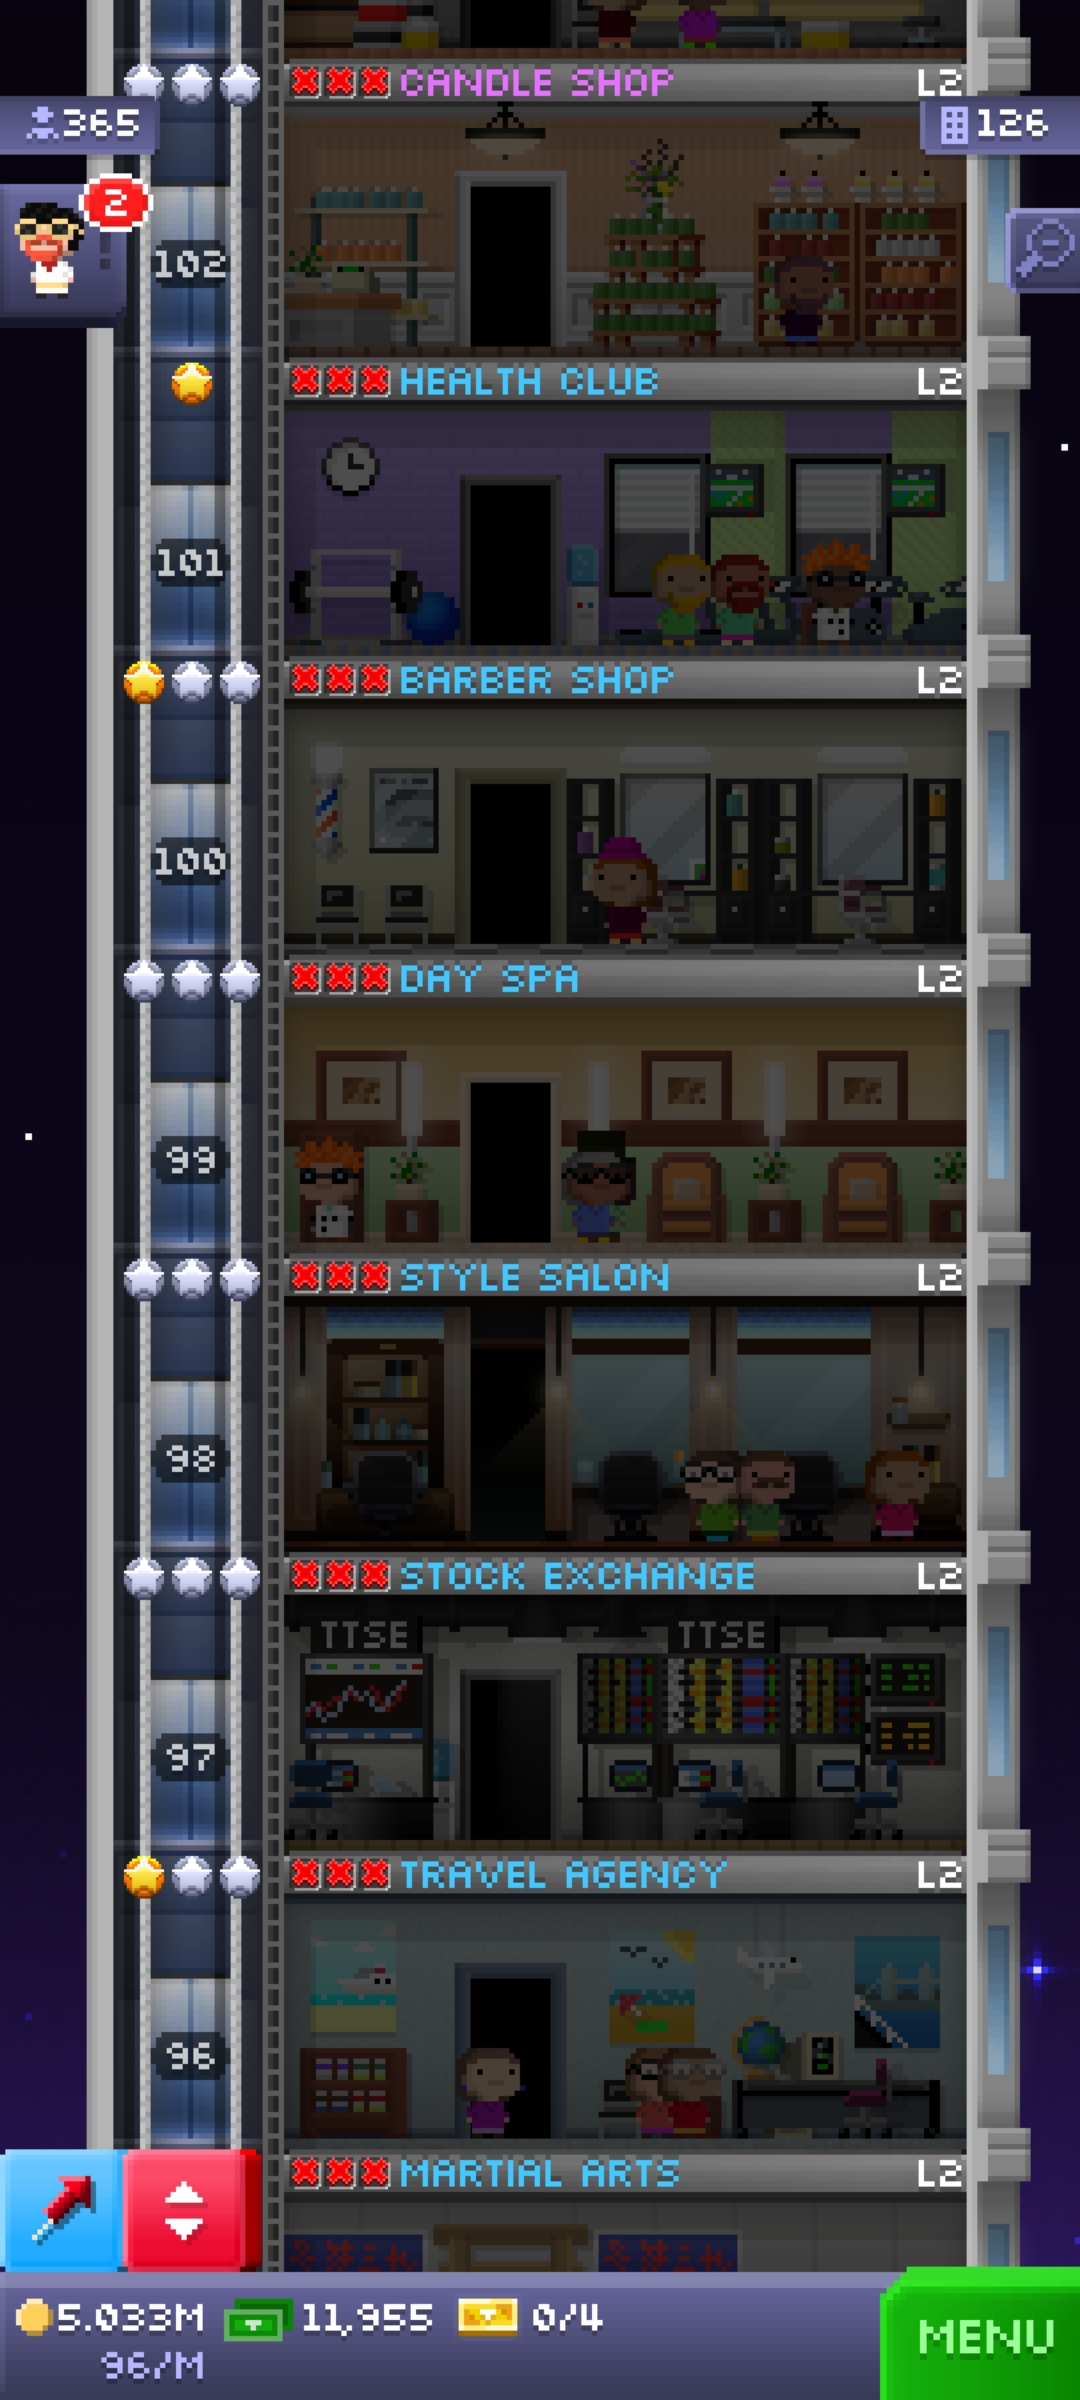 CANDLE SHOP L2
365
126
2
102
HEALTH CLUB L2
101
BARBER SHOP L2
100
DAY SPA L2
99
STYLE SALON L2
98
STOCK EXCHANGE L2
TTSE TTSE
97
TRAVEL AGENCY L2
96
MARTIAL ARTS L2
5.033M 11,955 0/4
96/M
MENU